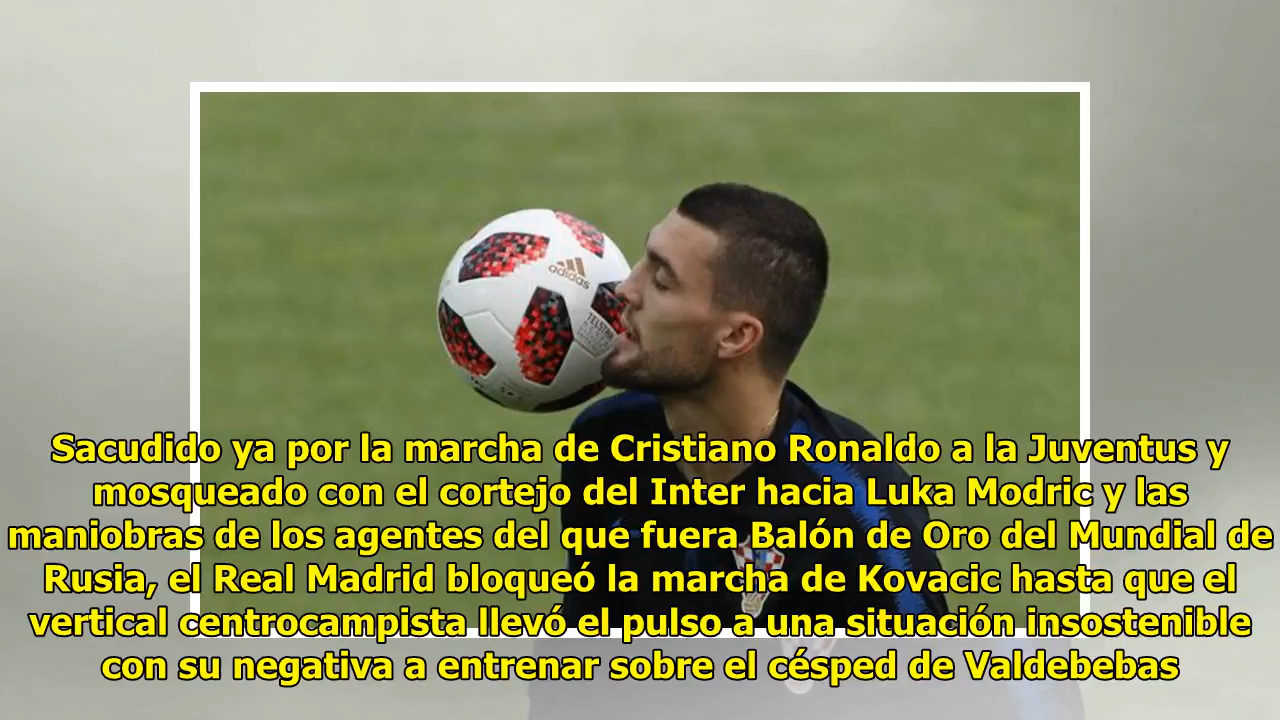 adidas
TELSTAR
Sacudido ya por la marcha de Cristiano Ronaldo a la Juventus y
mosqueado con el cortejo del Inter hacia Luka Modric y las
maniobras de los agentes del que fuera Balón de Oro del Mundial de
Rusia, el Real Madrid bloqueó la marcha de Kovacic hasta que el
vertical centrocampista llevó el pulso a una situación insostenible
con su negativa a entrenar sobre el césped de Valdebebas